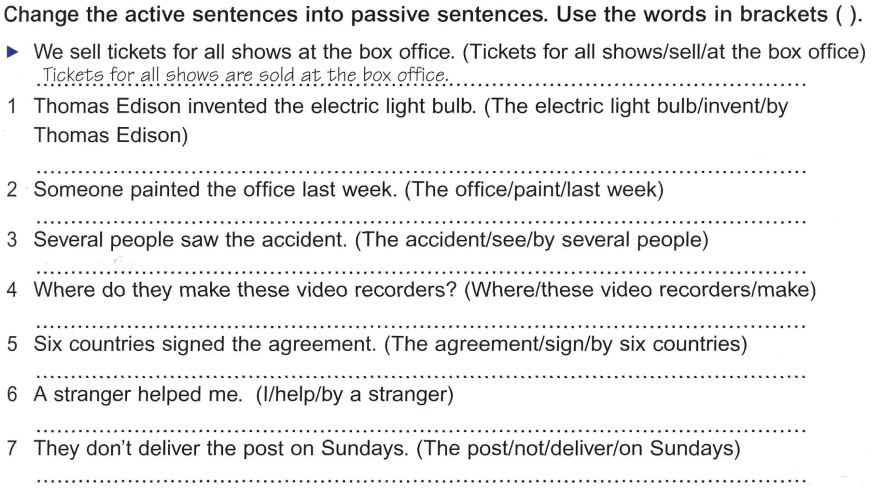 Change the active sentences into passive sentences. Use the words in brackets ( ).
► We sell tickets for all shows at the box office. (Tickets for all shows/sell/at the box office)
Tickets for all shows are sold at the box office.
1 Thomas Edison invented the electric light bulb. (The electric light bulb/invent/by
Thomas Edison)
2 Someone painted the office last week. (The office/paint/last week)
3 Several people saw the accident. (The accident/see/by several people)
4 Where do they make these video recorders? (Where/these video recorders/make)
5 Six countries signed the agreement. (The agreement/sign/by six countries)
6 A stranger helped me. (I/help/by a stranger)
7 They don't deliver the post on Sundays. (The post/not/deliver/on Sundays)